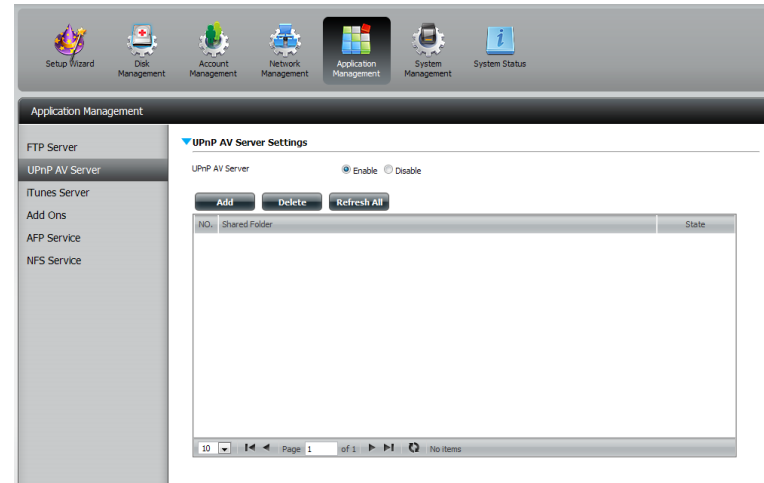 Setup Wizard
Disk Management
Account Management
Network Management
Application Management
System Management
System Status
Application Management
FTP Server
UPnP AV Server
iTunes Server
Add Ons
AFP Service
NFS Service
UPnP AV Server Settings
UPnP AV Server Enable Disable
Add Delete Refresh All
NO. Shared Folder State
10 Page 1 of 1 No items